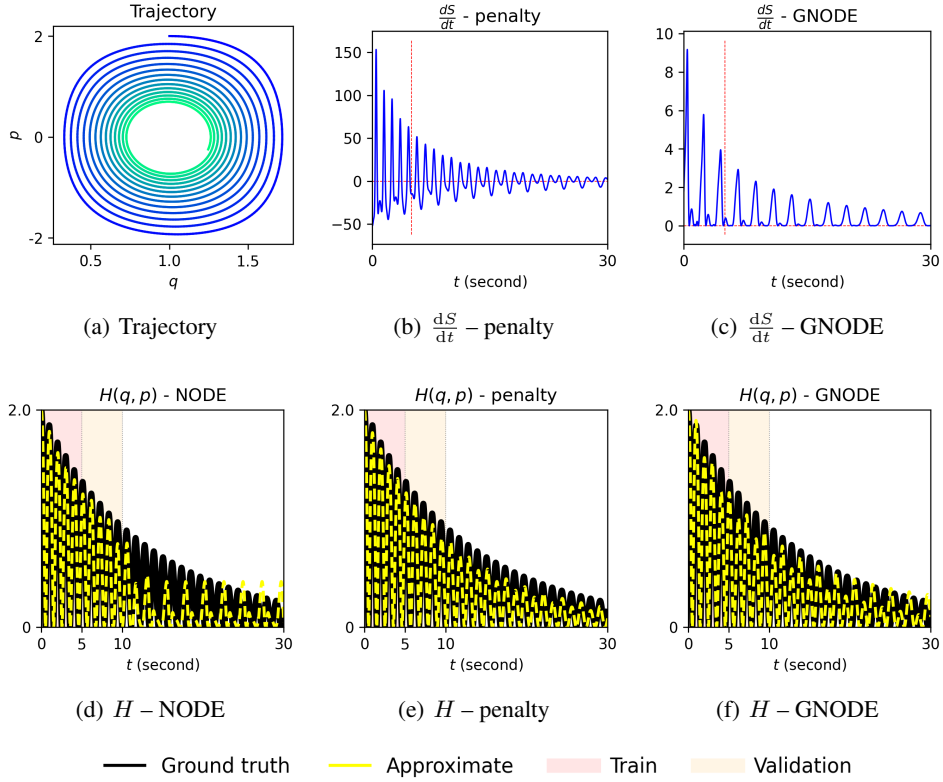 Trajectory
2
0
-2
p
0.5
1.0
1.5
q
(a) Trajectory
dS/dt - penalty
150
100
50
0
−50
0
30
t (second)
(b) dS/dt – penalty
dS/dt - GNODE
10
8
6
4
2
0
0
30
t (second)
(c) dS/dt – GNODE
H(q, p) - NODE
2.0
0
0
5
10
30
t (second)
(d) H – NODE
H(q, p) - penalty
2.0
0
0
5
10
30
t (second)
(e) H – penalty
H(q, p) - GNODE
2.0
0
0
5
10
30
t (second)
(f) H – GNODE
Ground truth Approximate Train Validation